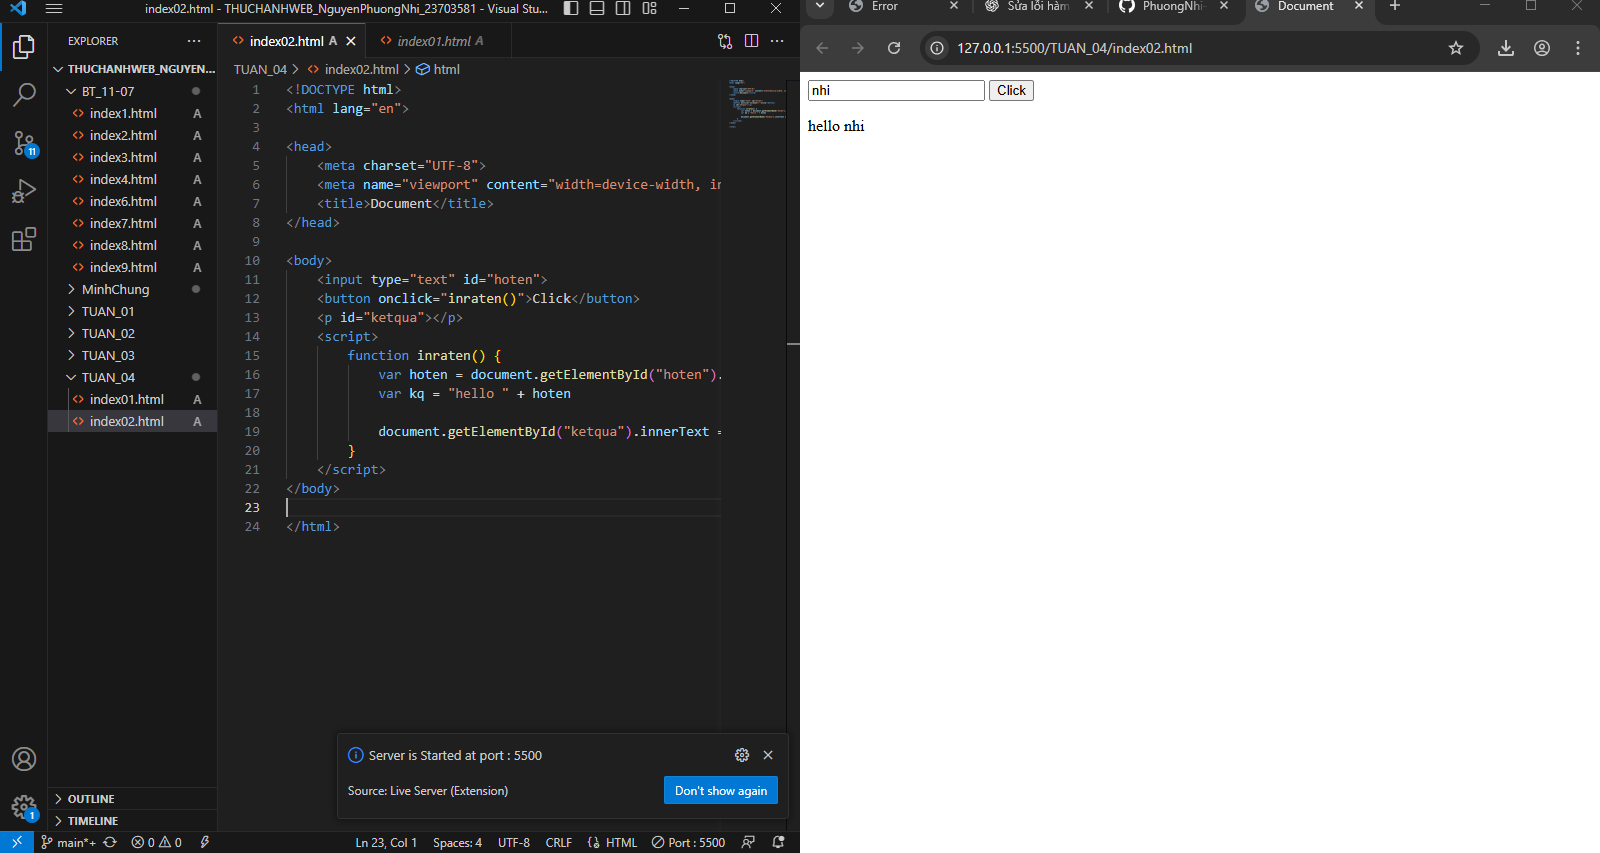 index02.html - THUCHANHWEB_NguyenPhuongNhi_23703581 - Visual Stu...
EXPLORER
THUCHANHWEB_NGUYEN...
BT_11-07
index1.html A
index2.html A
index3.html A
index4.html A
index6.html A
index7.html A
index8.html A
index9.html A
MinhChung
TUAN_01
TUAN_02
TUAN_03
TUAN_04
index01.html A
index02.html A
OUTLINE
TIMELINE
11
1
index02.html A
index01.html A
TUAN_04 > index02.html > html
1 <!DOCTYPE html>
2 <html lang="en">
3
4 <head>
5 <meta charset="UTF-8">
6 <meta name="viewport" content="width=device-width, in
7 <title>Document</title>
8 </head>
9
10 <body>
11 <input type="text" id="hoten">
12 <button onclick="inraten()">Click</button>
13 <p id="ketqua"></p>
14 <script>
15 function inraten() {
16 var hoten = document.getElementById("hoten").
17 var kq = "hello " + hoten
18
19 document.getElementById("ketqua").innerText =
20 }
21 </script>
22 </body>
23
24 </html>
Server is Started at port : 5500
Source: Live Server (Extension)
Don't show again
main*+ 0 0 Ln 23, Col 1 Spaces: 4 UTF-8 CRLF HTML Port : 5500
Error
Sửa lỗi hàm
PhuongNhi-
Document
127.0.0.1:5500/TUAN_04/index02.html
nhi Click
hello nhi